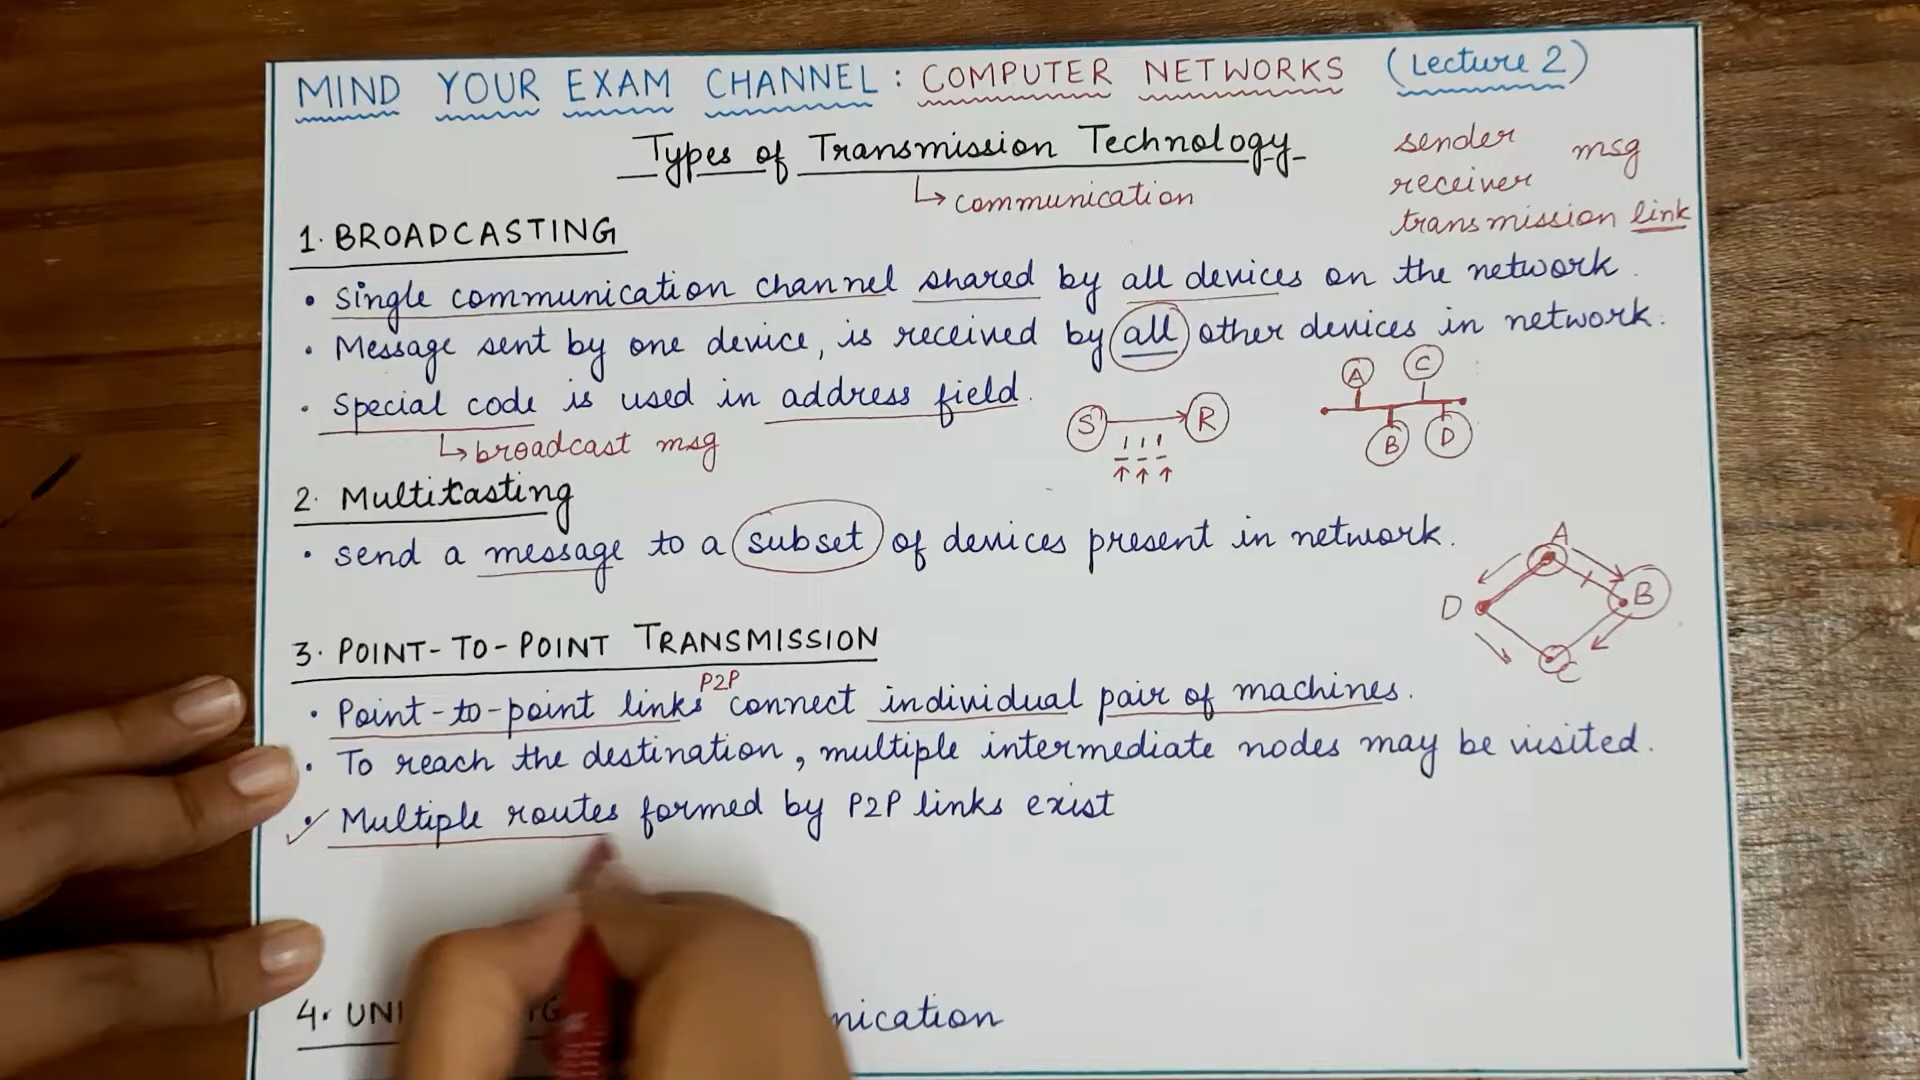 MIND YOUR EXAM CHANNEL : COMPUTER NETWORKS (Lecture 2)
Types of Transmission Technology
↳ communication
sender msg
receiver
transmission link
1. BROADCASTING
• Single communication channel shared by all devices on the network.
• Message sent by one device, is received by all other devices in network.
• Special code is used in address field.
↳ broadcast msg
S R
A C
B D
2. Multicasting
• send a message to a subset of devices present in network.
A
D B
C
3. POINT-TO-POINT TRANSMISSION
P2P
• Point-to-point links connect individual pair of machines.
• To reach the destination, multiple intermediate nodes may be visited.
• Multiple routes formed by P2P links exist
4.